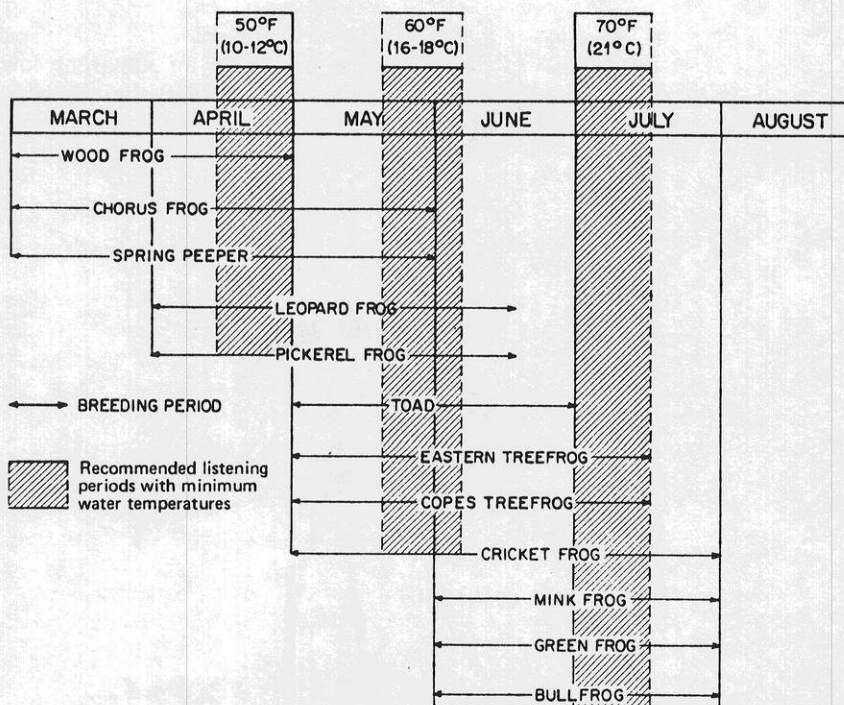 50°F
(10-12°C)
60°F
(16-18°C)
70°F
(21°C)
MARCH
APRIL
MAY
JUNE
JULY
AUGUST
WOOD FROG
CHORUS FROG
SPRING PEEPER
LEOPARD FROG
PICKEREL FROG
BREEDING PERIOD
TOAD
EASTERN TREEFROG
Recommended listening
periods with minimum
water temperatures
COPES TREEFROG
CRICKET FROG
MINK FROG
GREEN FROG
BULLFROG